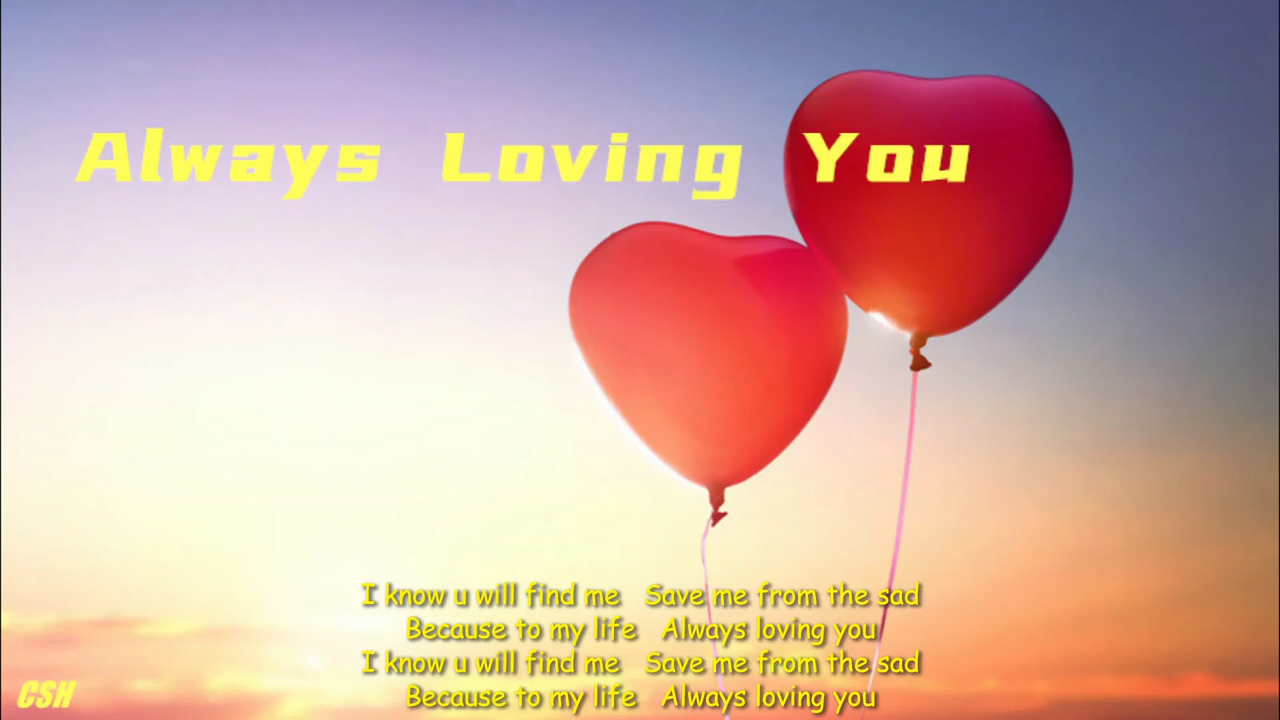 Always Loving You
I know u will find me Save me from the sad
Because to my life Always loving you
I know u will find me Save me from the sad
Because to my life Always loving you
CSH